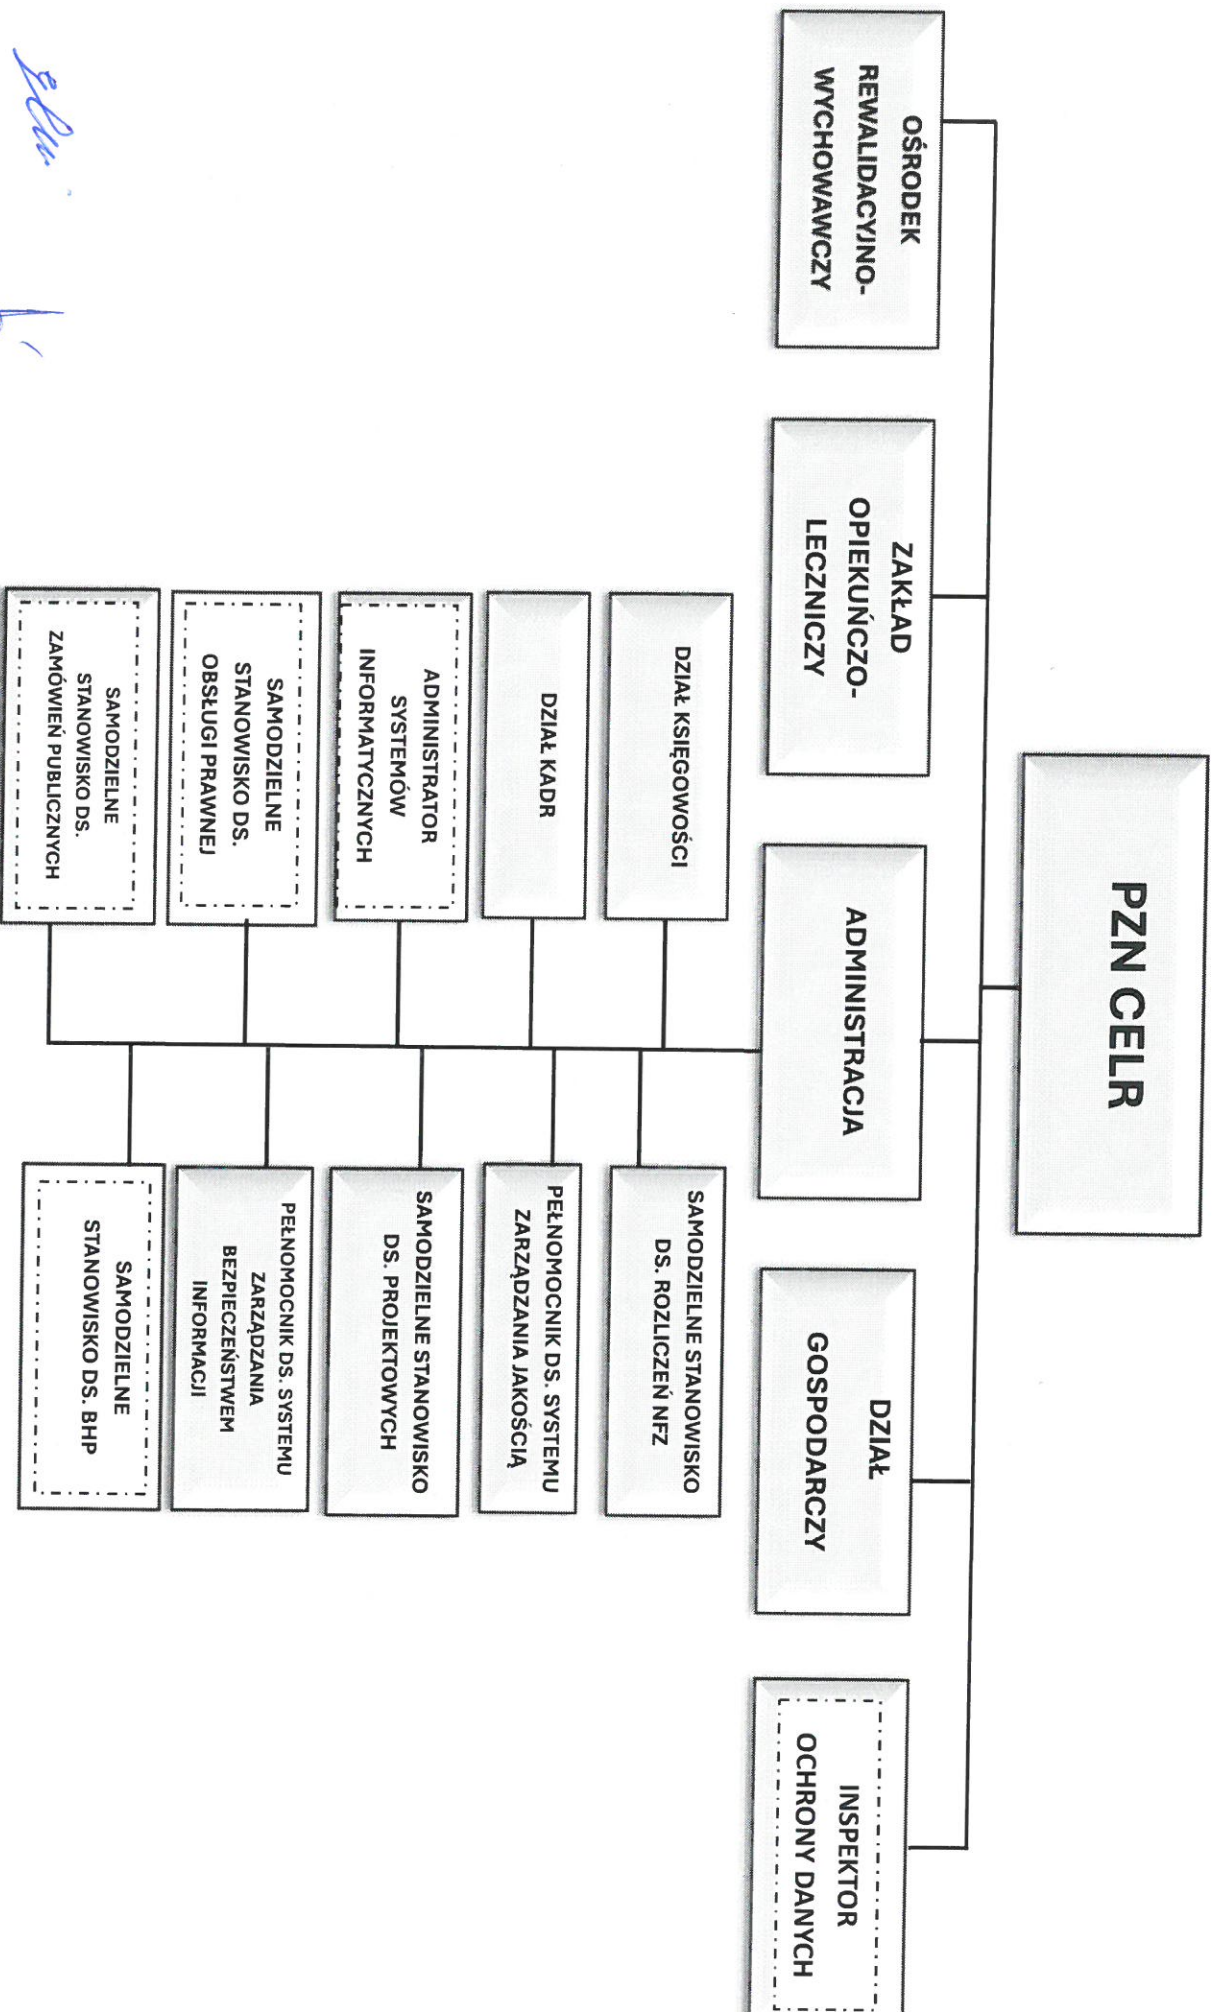 PZN CELR
OŚRODEK
REWALIDACYJNO-
WYCHOWAWCZY
ZAKŁAD
OPIEKUŃCZO-
LECZNICZY
ADMINISTRACJA
DZIAŁ
GOSPODARCZY
INSPEKTOR
OCHRONY DANYCH
DZIAŁ KSIĘGOWOŚCI
SAMODZIELNE STANOWISKO
DS. ROZLICZEŃ NFZ
DZIAŁ KADR
PEŁNOMOCNIK DS. SYSTEMU
ZARZĄDZANIA JAKOŚCIĄ
ADMINISTRATOR
SYSTEMÓW
INFORMATYCZNYCH
SAMODZIELNE STANOWISKO
DS. PROJEKTOWYCH
SAMODZIELNE
STANOWISKO DS.
OBSŁUGI PRAWNEJ
PEŁNOMOCNIK DS. SYSTEMU
ZARZĄDZANIA
BEZPIECZEŃSTWEM
INFORMACJI
SAMODZIELNE
STANOWISKO DS.
ZAMÓWIEŃ PUBLICZNYCH
SAMODZIELNE
STANOWISKO DS. BHP